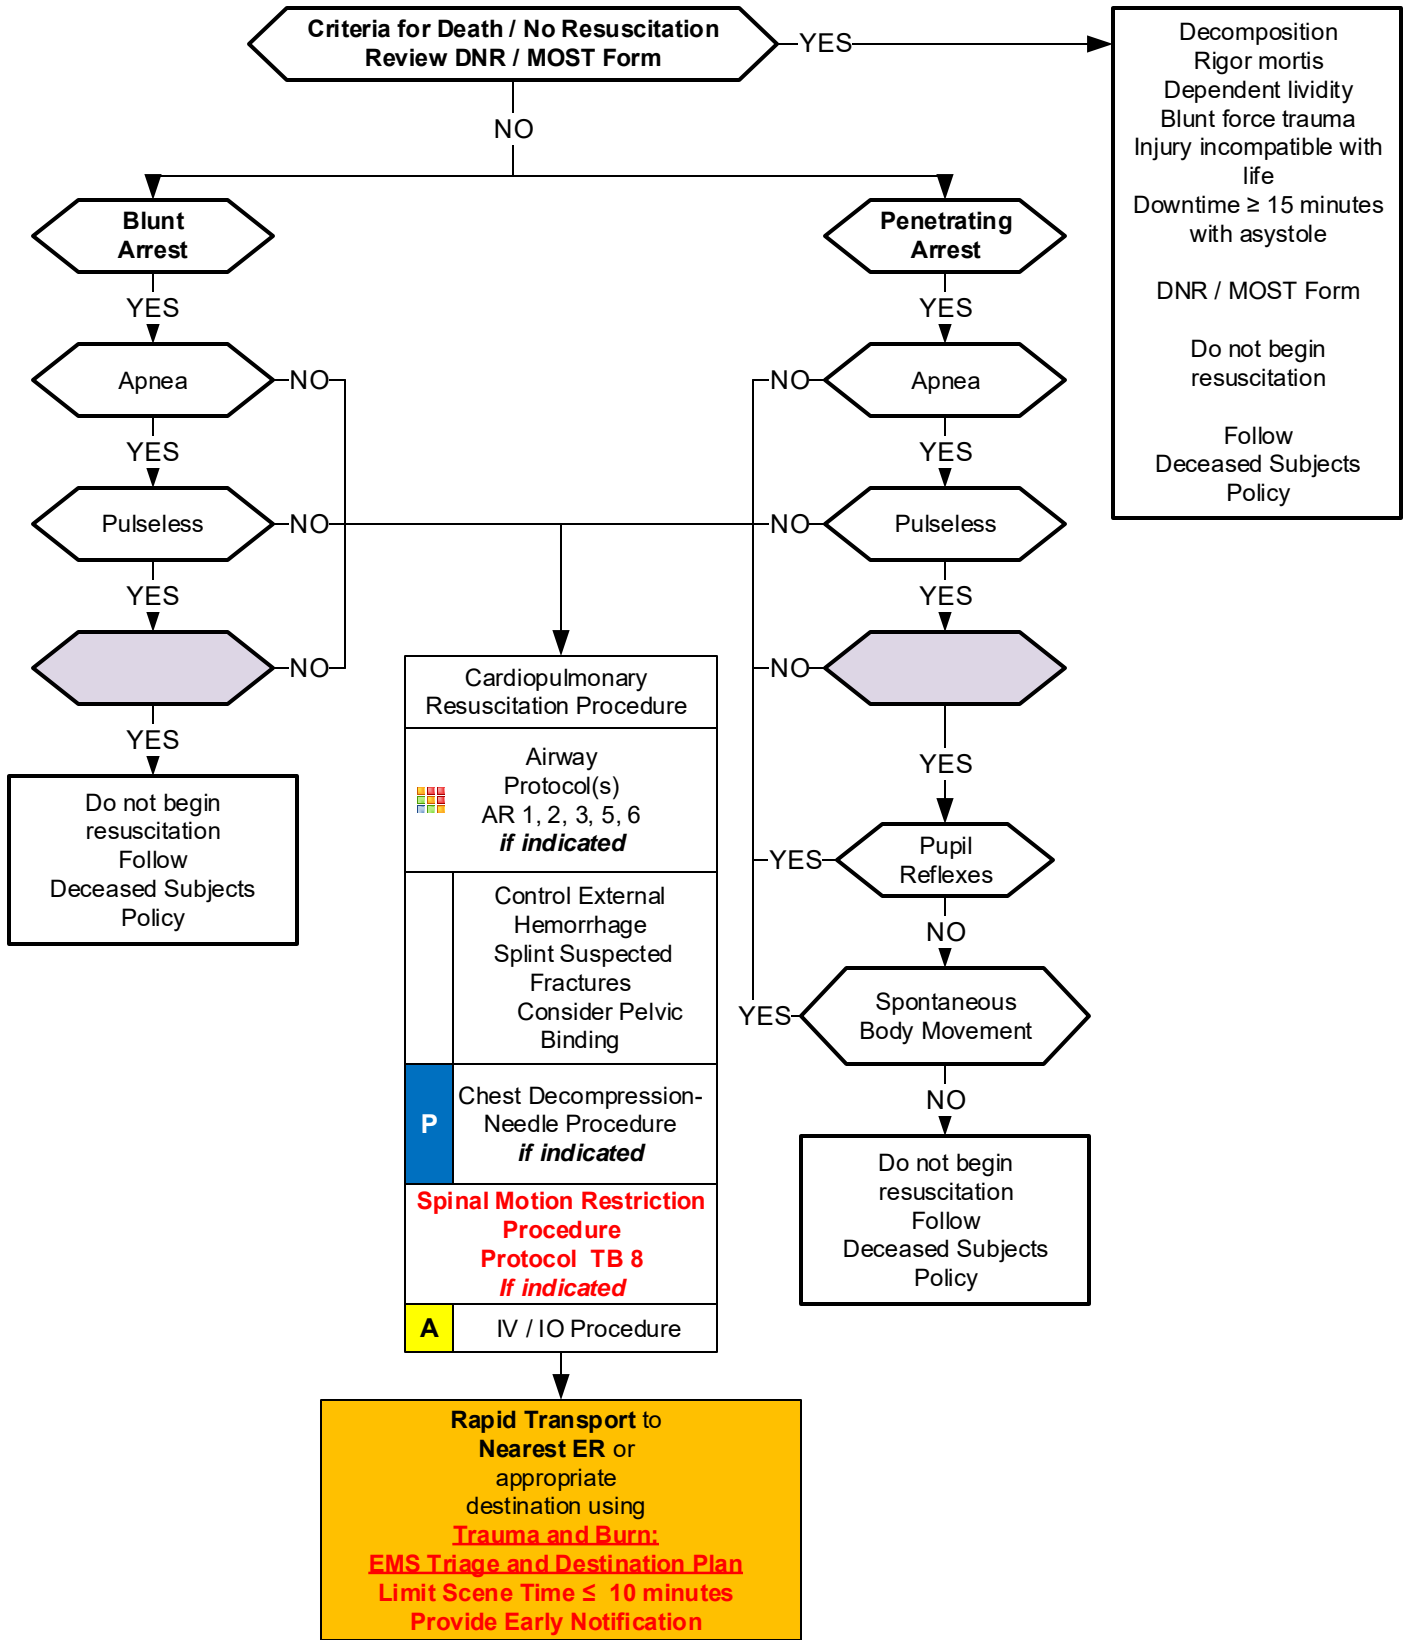 Criteria for Death / No Resuscitation
Review DNR / MOST Form
YES
Decomposition
Rigor mortis
Dependent lividity
Blunt force trauma
Injury incompatible with
life
Downtime ≥ 15 minutes
with asystole
DNR / MOST Form
Do not begin
resuscitation
Follow
Deceased Subjects
Policy
NO
Blunt
Arrest
YES
Apnea
NO
YES
Pulseless
NO
YES
NO
YES
Do not begin
resuscitation
Follow
Deceased Subjects
Policy
Penetrating
Arrest
YES
Apnea
NO
YES
Pulseless
NO
YES
NO
YES
Pupil
Reflexes
YES
NO
Spontaneous
Body Movement
YES
NO
Do not begin
resuscitation
Follow
Deceased Subjects
Policy
Cardiopulmonary
Resuscitation Procedure
Airway
Protocol(s)
AR 1, 2, 3, 5, 6
if indicated
Control External
Hemorrhage
Splint Suspected
Fractures
Consider Pelvic
Binding
P
Chest Decompression-
Needle Procedure
if indicated
Spinal Motion Restriction
Procedure
Protocol TB 8
If indicated
A
IV / IO Procedure
Rapid Transport to
Nearest ER or
appropriate
destination using
Trauma and Burn:
EMS Triage and Destination Plan
Limit Scene Time ≤ 10 minutes
Provide Early Notification